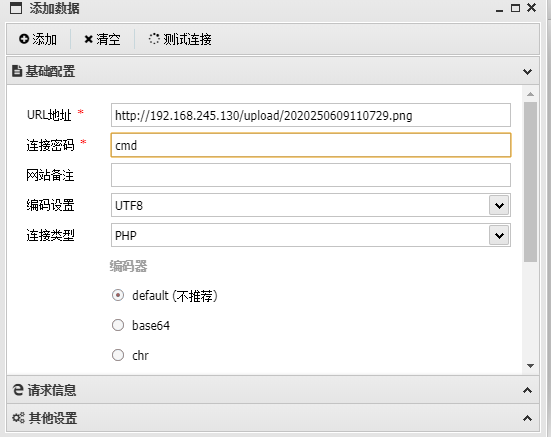 添加数据
添加 清空 测试连接
基础配置
URL地址 * http://192.168.245.130/upload/2020250609110729.png
连接密码 * cmd
网站备注
编码设置 UTF8
连接类型 PHP
编码器
default (不推荐)
base64
chr
请求信息
其他设置